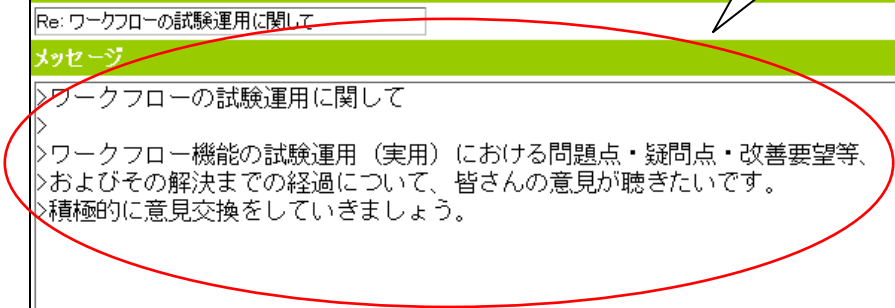 Re: ワークフローの試験運用に関して
メッセージ
>ワークフローの試験運用に関して
>
>ワークフロー機能の試験運用（実用）における問題点・疑問点・改善要望等、
>およびその解決までの経過について、皆さんの意見が聴きたいです。
>積極的に意見交換をしていきましょう。